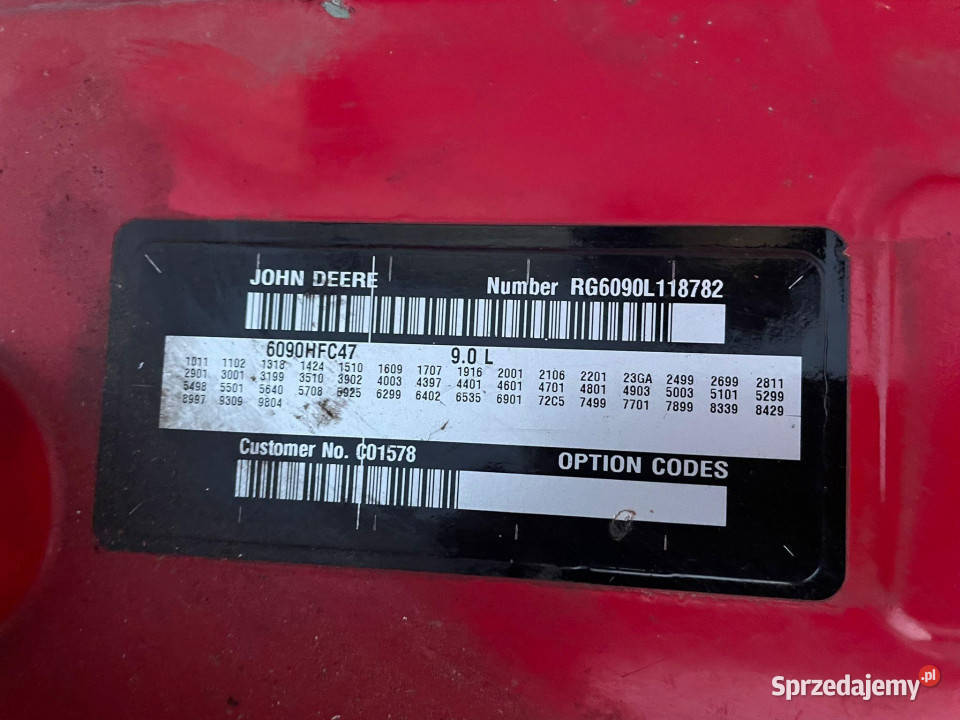 JOHN DEERE Number RG6090L118782
6090HFC47 9.0 L
1011 1102 1318 1424 1510 1609 1707 1916 2001 2106 2201 23GA 2499 2699 2811
2901 3001 3199 3510 3902 4003 4397 4401 4601 4701 4801 4903 5003 5101 5299
5498 5501 5640 5708 5925 6299 6402 6535 6901 72C5 7499 7701 7899 8339 8429
8997 9309 9804
Customer No. C01578 OPTION CODES
Sprzedajemy.pl